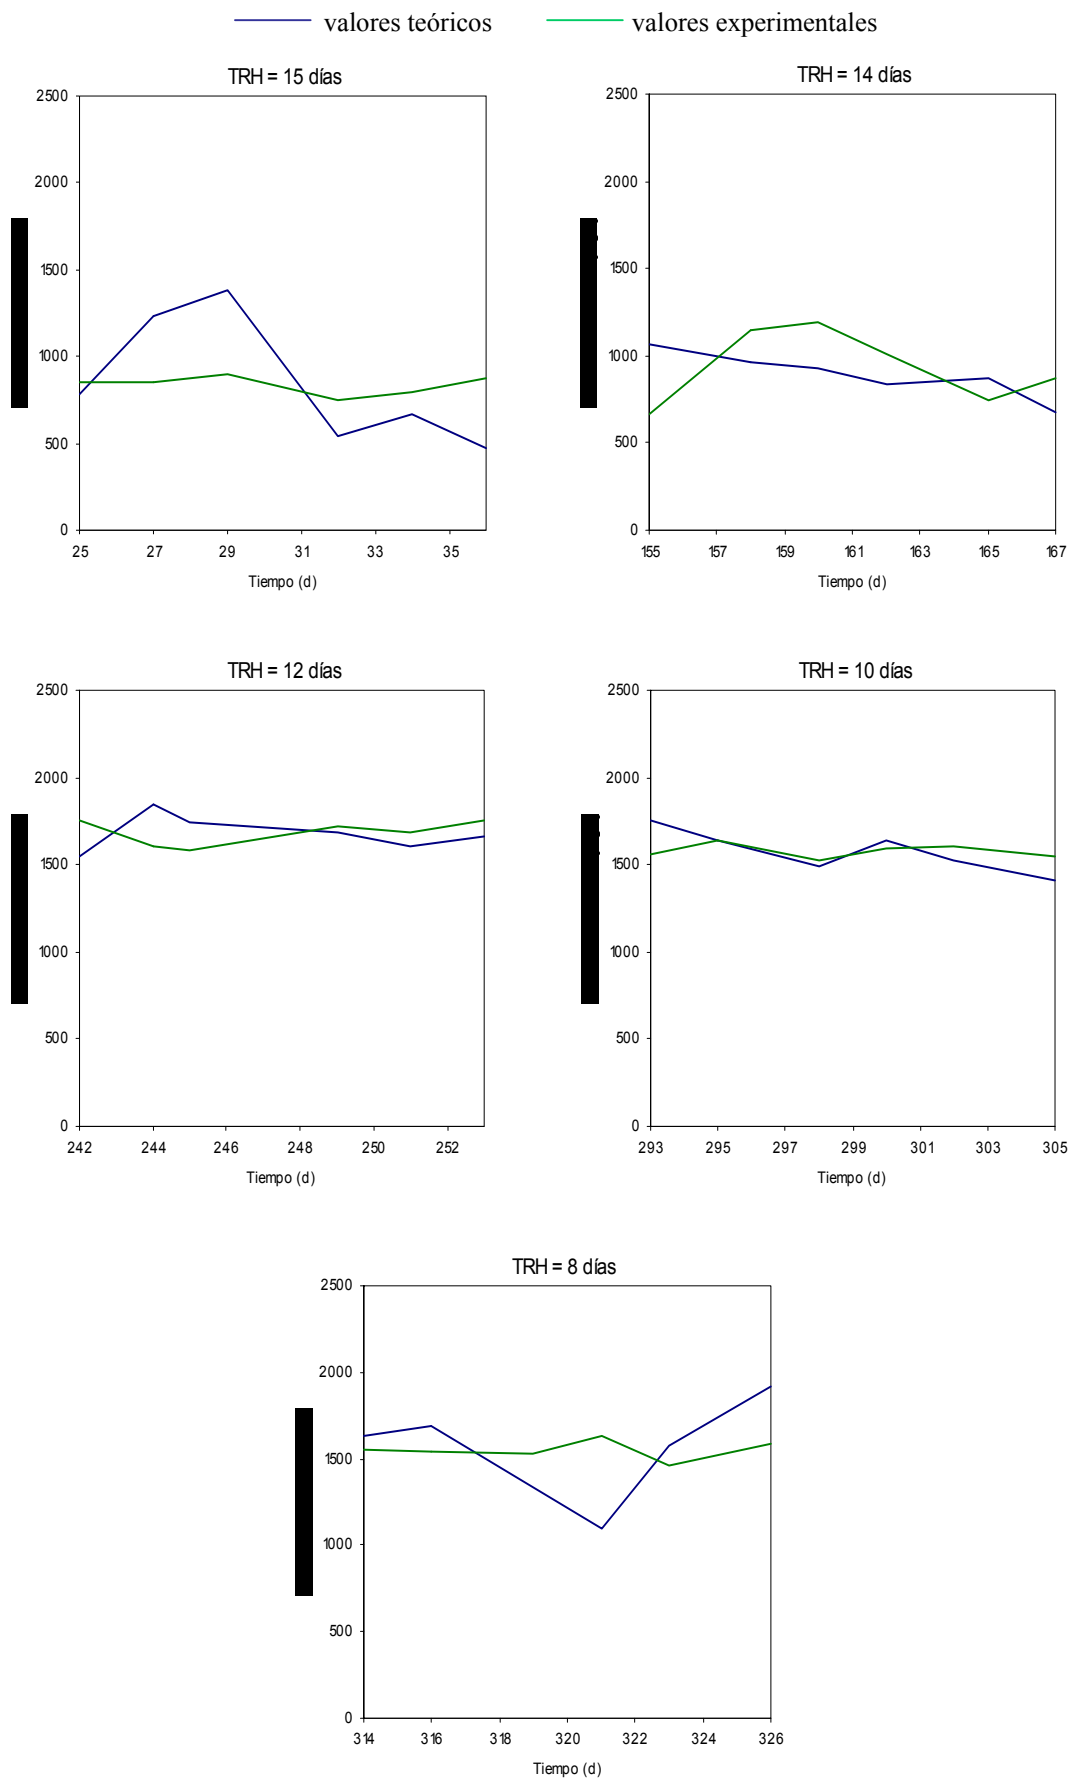 valores teóricos valores experimentales
TRH = 15 días
2500
2000
1500
1000
500
0
25 27 29 31 33 35
Tiempo (d)
TRH = 14 días
2500
2000
1500
1000
500
0
155 157 159 161 163 165 167
Tiempo (d)
TRH = 12 días
2500
2000
1500
1000
500
0
242 244 246 248 250 252
Tiempo (d)
TRH = 10 días
2500
2000
1500
1000
500
0
293 295 297 299 301 303 305
Tiempo (d)
TRH = 8 días
2500
2000
1500
1000
500
0
314 316 318 320 322 324 326
Tiempo (d)